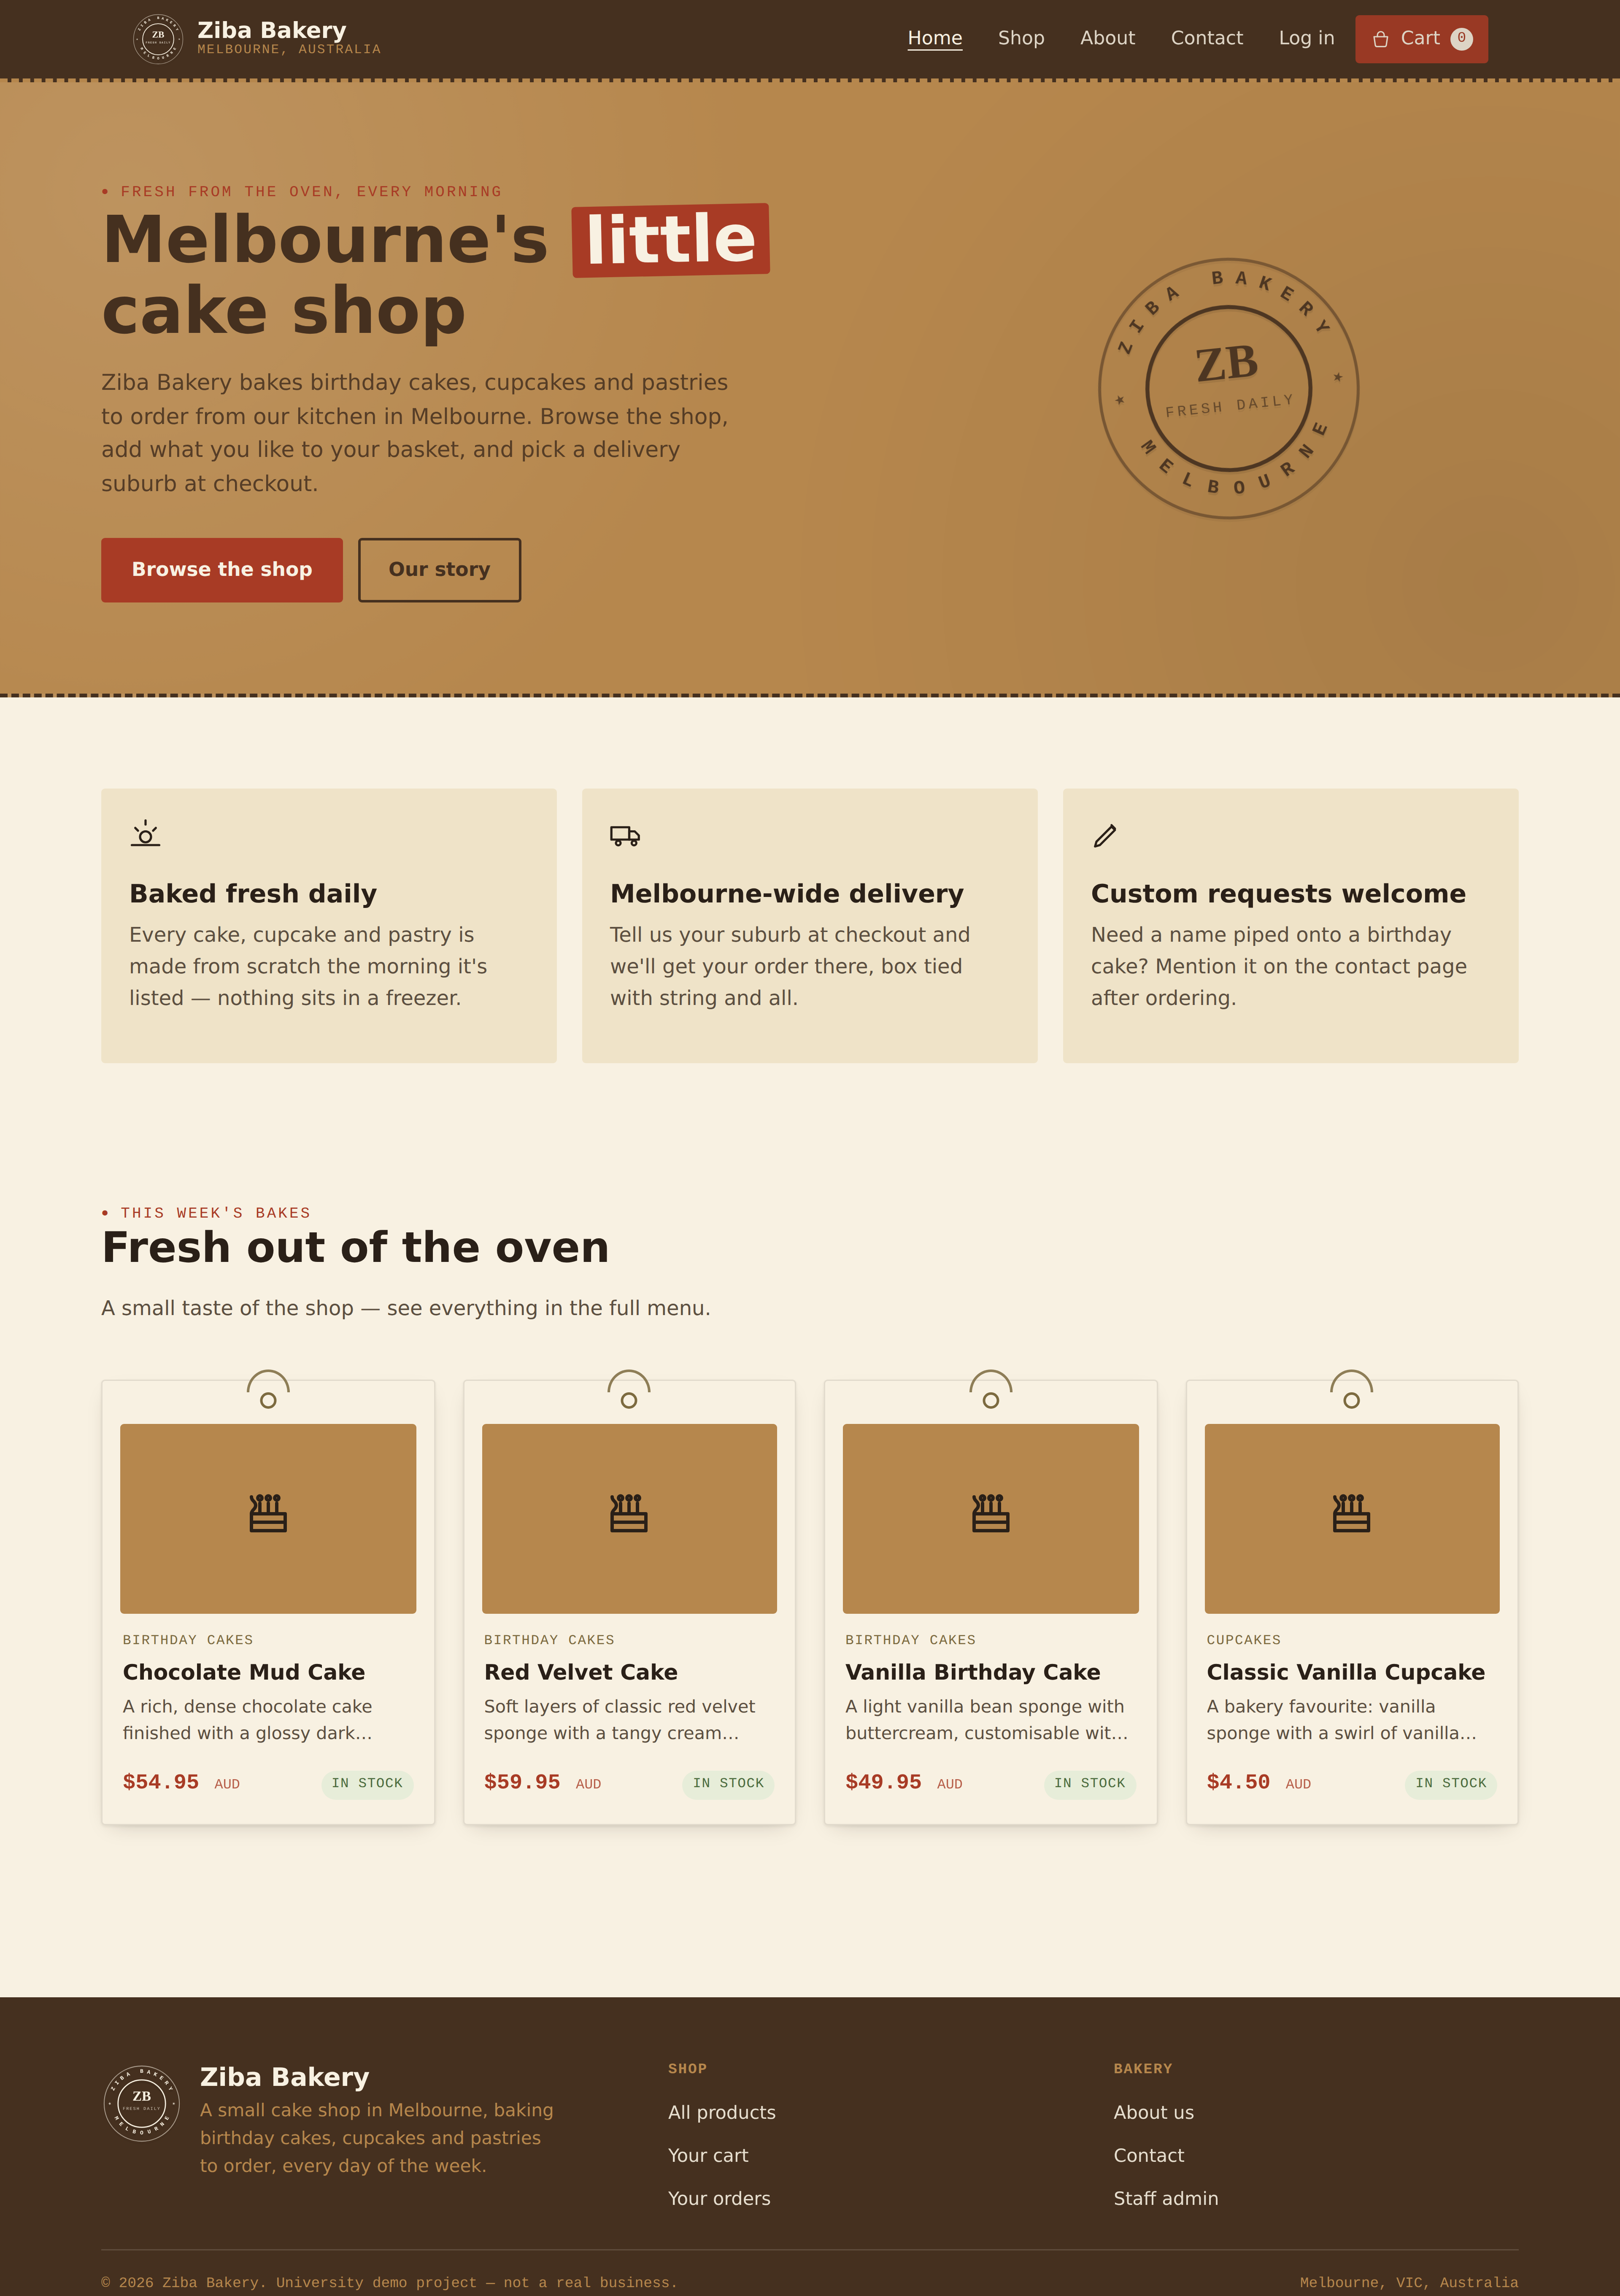 ZIBA BAKERY
ZB
FRESH DAILY
MELBOURNE
Ziba Bakery
MELBOURNE, AUSTRALIA
Home
Shop
About
Contact
Log in
Cart 0
• FRESH FROM THE OVEN, EVERY MORNING
Melbourne's little
cake shop
Ziba Bakery bakes birthday cakes, cupcakes and pastries
to order from our kitchen in Melbourne. Browse the shop,
add what you like to your basket, and pick a delivery
suburb at checkout.
Browse the shop
Our story
★ ZIBA BAKERY ★
ZB
FRESH DAILY
MELBOURNE
Baked fresh daily
Every cake, cupcake and pastry is
made from scratch the morning it's
listed — nothing sits in a freezer.
Melbourne-wide delivery
Tell us your suburb at checkout and
we'll get your order there, box tied
with string and all.
Custom requests welcome
Need a name piped onto a birthday
cake? Mention it on the contact page
after ordering.
• THIS WEEK'S BAKES
Fresh out of the oven
A small taste of the shop — see everything in the full menu.
BIRTHDAY CAKES
Chocolate Mud Cake
A rich, dense chocolate cake
finished with a glossy dark…
$54.95 AUD
IN STOCK
BIRTHDAY CAKES
Red Velvet Cake
Soft layers of classic red velvet
sponge with a tangy cream…
$59.95 AUD
IN STOCK
BIRTHDAY CAKES
Vanilla Birthday Cake
A light vanilla bean sponge with
buttercream, customisable wit…
$49.95 AUD
IN STOCK
CUPCAKES
Classic Vanilla Cupcake
A bakery favourite: vanilla
sponge with a swirl of vanilla…
$4.50 AUD
IN STOCK
ZIBA BAKERY
ZB
FRESH DAILY
MELBOURNE
Ziba Bakery
A small cake shop in Melbourne, baking
birthday cakes, cupcakes and pastries
to order, every day of the week.
SHOP
All products
Your cart
Your orders
BAKERY
About us
Contact
Staff admin
© 2026 Ziba Bakery. University demo project — not a real business.
Melbourne, VIC, Australia